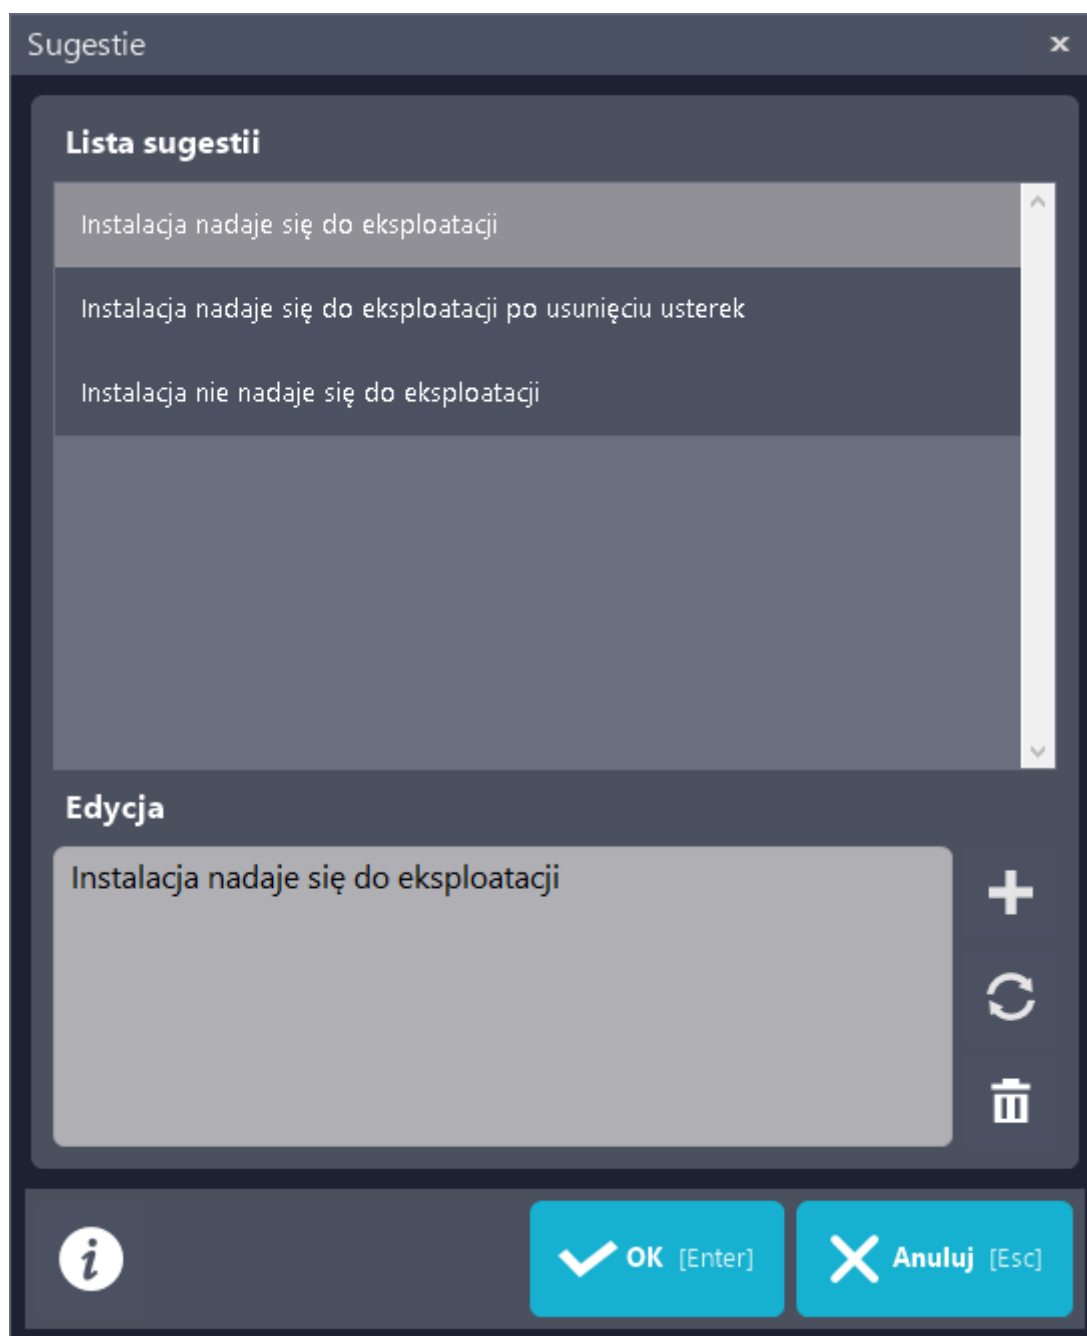 Sugestie
Lista sugestii
Instalacja nadaje się do eksploatacji
Instalacja nadaje się do eksploatacji po usunięciu usterek
Instalacja nie nadaje się do eksploatacji
Edycja
Instalacja nadaje się do eksploatacji
OK [Enter] Anuluj [Esc]